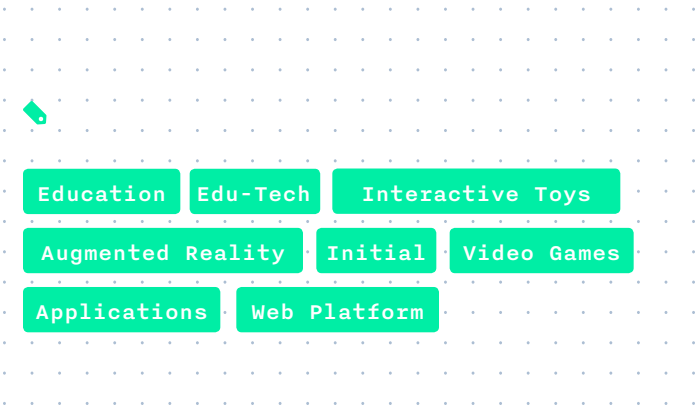 Education Edu-Tech Interactive Toys
Augmented Reality Initial Video Games
Applications Web Platform